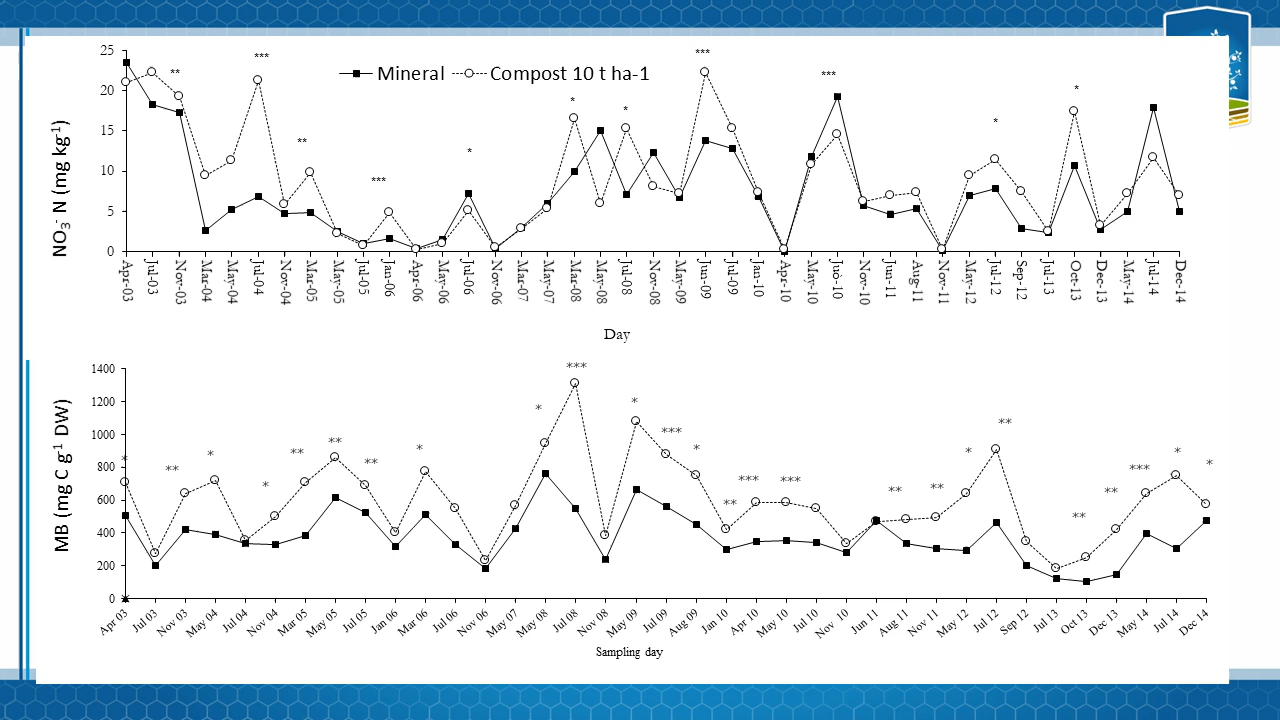 25
20
15
10
5
0
NO3- N (mg kg-1)
Mineral Compost 10 t ha-1
** *** ** *** * * * *** *** * *
Apr-03 Jul-03 Nov-03 Mar-04 May-04 Jul-04 Nov-04 Mar-05 May-05 Jul-05 Jan-06 Apr-06 May-06 Jul-06 Nov-06 Mar-07 May-07 Mar-08 May-08 Jul-08 Nov-08 May-09 Jun-09 Jul-09 Jan-10 Apr-10 May-10 Juò-10 Nov-10 Jun-11 Aug-11 Nov-11 May-12 Jul-12 Sep-12 Jul-13 Oct-13 Dec-13 May-14 Jul-14 Dec-14
Day
1400
1200
1000
800
600
400
200
0
MB (mg C g-1 DW)
* ** * * ** ** ** * * *** * *** * ** *** *** ** ** * ** ** ** *** * *
Apr 03 Jul 03 Nov 03 May 04 Jul 04 Nov 04 Mar 05 May 05 Jul 05 Jan 06 Mar 06 Jul 06 Nov 06 May 07 May 08 Jul 08 Nov 08 May 09 Jul 09 Aug 09 Jan 10 Apr 10 May 10 Jul 10 Nov 10 Jun 11 Aug 11 Nov 11 May 12 Jul 12 Sep 12 Jul 13 Oct 13 Dec 13 May 14 Jul 14 Dec 14
Sampling day